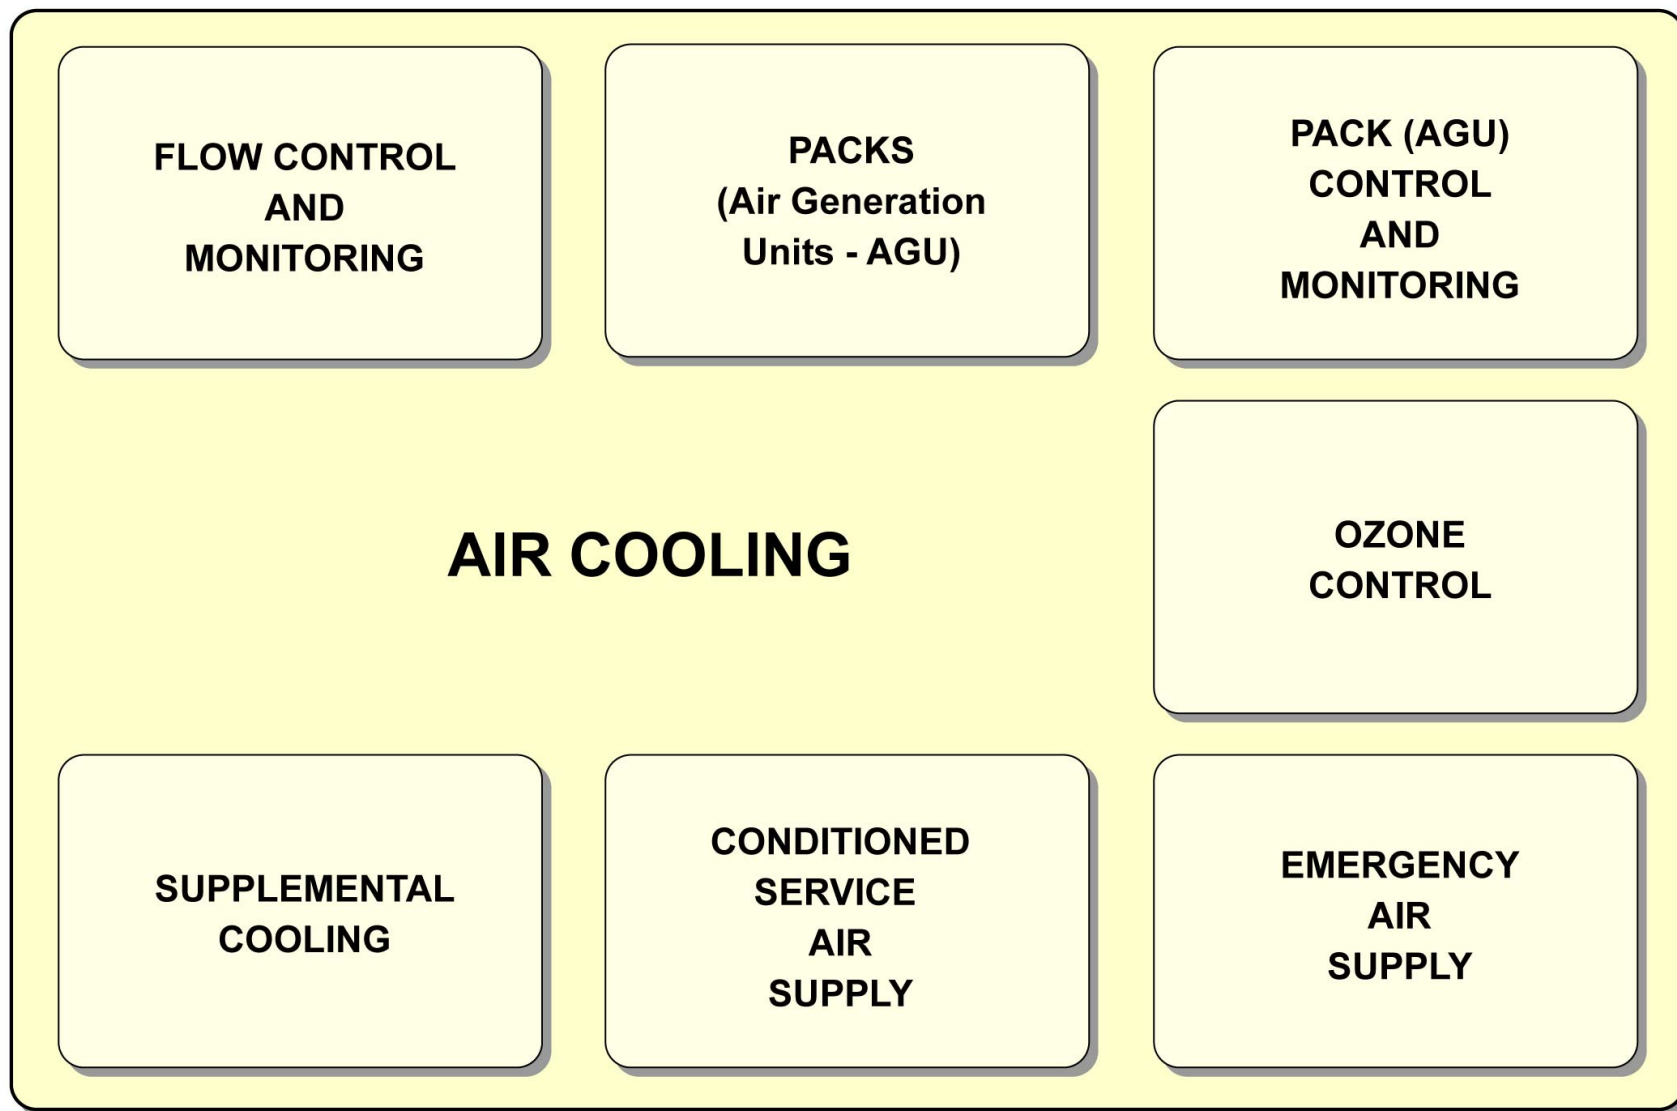 FLOW CONTROL
AND
MONITORING
PACKS
(Air Generation
Units - AGU)
PACK (AGU)
CONTROL
AND
MONITORING
AIR COOLING
OZONE
CONTROL
SUPPLEMENTAL
COOLING
CONDITIONED
SERVICE
AIR
SUPPLY
EMERGENCY
AIR
SUPPLY